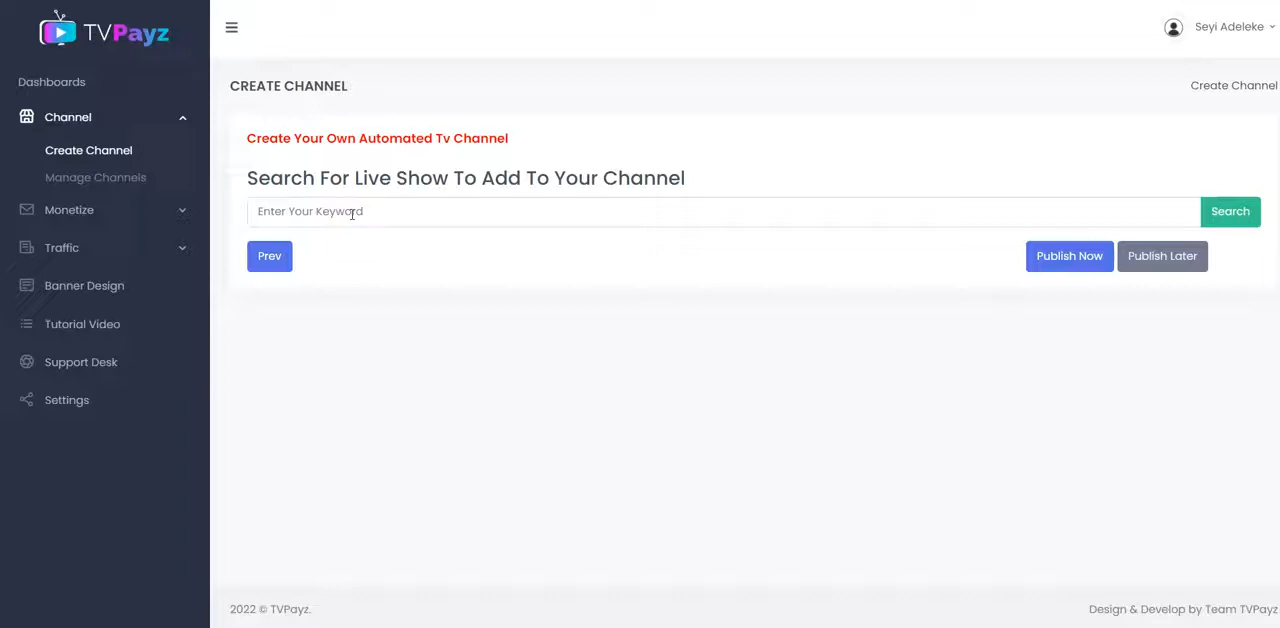 TVPayz
Seyi Adeleke
Dashboards
CREATE CHANNEL
Create Channel
Channel
Create Your Own Automated Tv Channel
Create Channel
Manage Channels
Search For Live Show To Add To Your Channel
Monetize
Enter Your Keyword
Search
Traffic
Prev
Publish Now
Publish Later
Banner Design
Tutorial Video
Support Desk
Settings
2022 © TVPayz.
Design & Develop by Team TVPayz